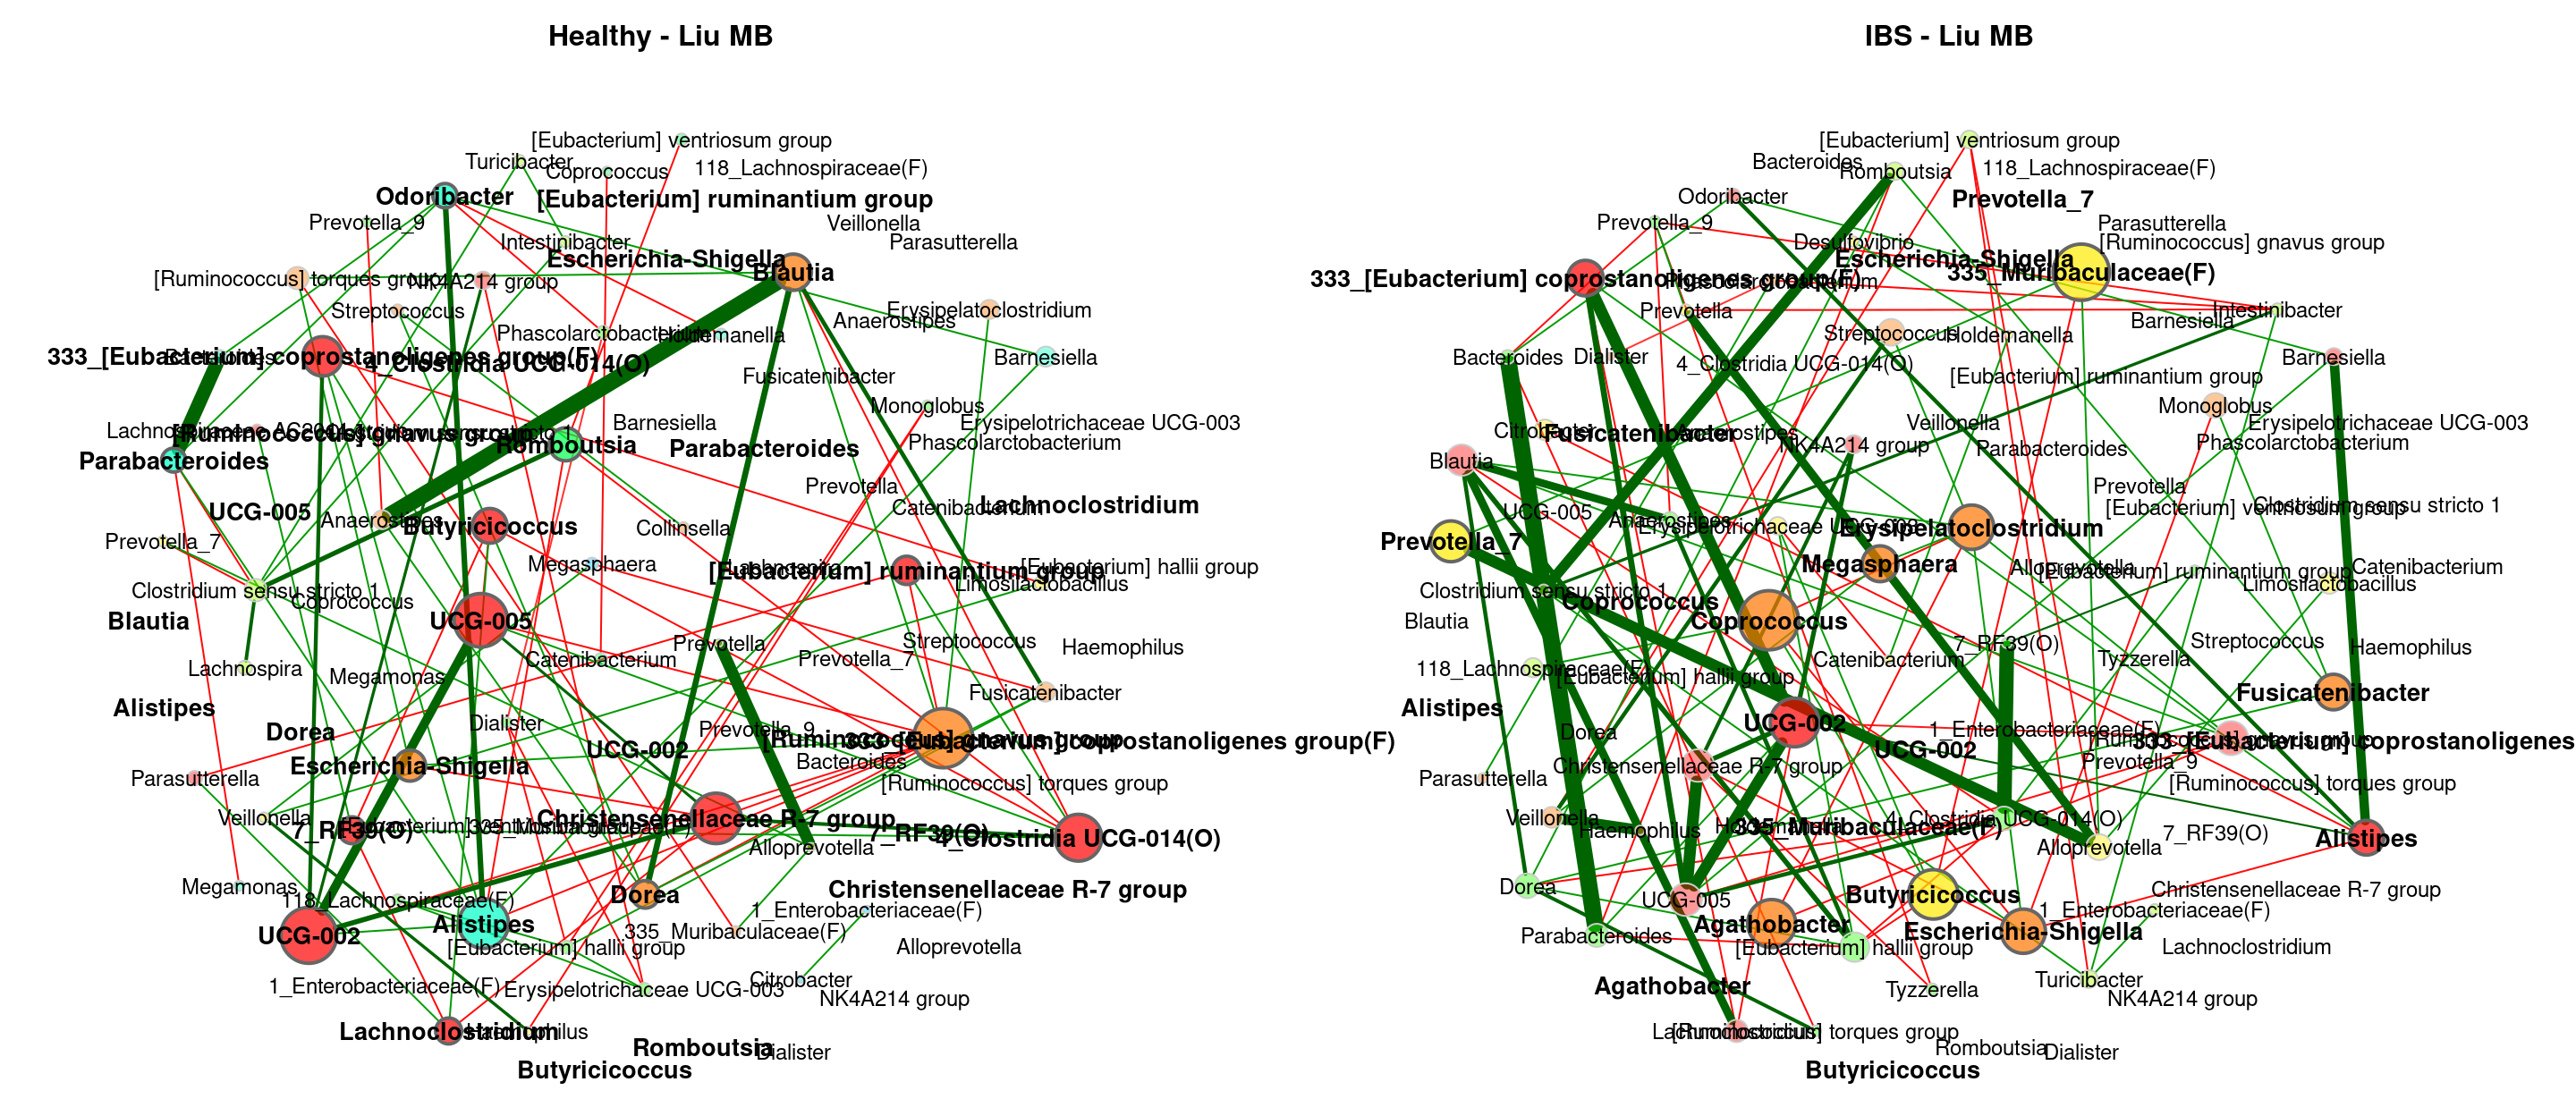 Healthy - Liu MB
[Eubacterium] ventriosum group
Turicibacter
Coprococcus
118_Lachnospiraceae(F)
Odoribacter
[Eubacterium] ruminantium group
Prevotella_9
Veillonella
Intestinibacter
Parasutterella
Escherichia-Shigella
Blautia
[Ruminococcus] torques group
NK4A214 group
Streptococcus
Erysipelatoclostridium
Anaerostipes
Phascolarctobacterium
Holdemanella
333_[Eubacterium] coprostanoligenes group(F)
Bacteroides
4_Clostridia UCG-014(O)
Barnesiella
Fusicatenibacter
Monoglobus
Barnesiella
Erysipelotrichaceae UCG-003
Lachnospiraceae AC2044 group
[Ruminococcus] gnavus group
Clostridium sensu stricto 1
Romboutsia
Parabacteroides
Phascolarctobacterium
Parabacteroides
Prevotella
Catenibacterium
Lachnoclostridium
UCG-005
Anaerostipes
Butyricicoccus
Collinsella
Prevotella_7
Megasphaera
Lachnospira
[Eubacterium] ruminantium group
[Eubacterium] hallii group
Limosilactobacillus
Clostridium sensu stricto 1
Coprococcus
Blautia
UCG-005
Prevotella
Streptococcus
Haemophilus
Lachnospira
Megamonas
Catenibacterium
Prevotella_7
Fusicatenibacter
Alistipes
Dorea
Dialister
Prevotella_9
UCG-002
[Ruminococcus] gnavus group
333_[Eubacterium] coprostanoligenes group(F)
Escherichia-Shigella
Bacteroides
Parasutterella
[Ruminococcus] torques group
Veillonella
7_RF39(O)
[Eubacterium] ventriosum group
335_Muribaculaceae(F)
Christensenellaceae R-7 group
7_RF39(O)
4_Clostridia UCG-014(O)
Alloprevotella
Megamonas
118_Lachnospiraceae(F)
Dorea
Christensenellaceae R-7 group
1_Enterobacteriaceae(F)
UCG-002
Alistipes
335_Muribaculaceae(F)
[Eubacterium] hallii group
Alloprevotella
1_Enterobacteriaceae(F)
Erysipelotrichaceae UCG-003
Citrobacter
NK4A214 group
Lachnoclostridium
Haemophilus
Romboutsia
Dialister
Butyricicoccus
IBS - Liu MB
[Eubacterium] ventriosum group
Bacteroides
Romboutsia
118_Lachnospiraceae(F)
Odoribacter
Prevotella_7
Prevotella_9
Parasutterella
Desulfovibrio
[Ruminococcus] gnavus group
Escherichia-Shigella
335_Muribaculaceae(F)
333_[Eubacterium] coprostanoligenes group(F)
Phascolarctobacterium
Prevotella
Intestinibacter
Barnesiella
Streptococcus
Holdemanella
Bacteroides
Dialister
4_Clostridia UCG-014(O)
Barnesiella
[Eubacterium] ruminantium group
Monoglobus
Veillonella
Erysipelotrichaceae UCG-003
Citrobacter
Fusicatenibacter
Anaerostipes
NK4A214 group
Parabacteroides
Phascolarctobacterium
Blautia
Prevotella
[Eubacterium] ventriosum group
Clostridium sensu stricto 1
UCG-005
Anaerostipes
Erysipelotrichaceae UCG-003
Erysipelatoclostridium
Prevotella_7
Megasphaera
Alloprevotella
[Eubacterium] ruminantium group
Catenibacterium
Limosilactobacillus
Clostridium sensu stricto 1
Coprococcus
Blautia
Coprococcus
7_RF39(O)
Streptococcus
Haemophilus
118_Lachnospiraceae(F)
[Eubacterium] hallii group
Catenibacterium
Tyzzerella
Fusicatenibacter
Alistipes
Dorea
UCG-002
1_Enterobacteriaceae(F)
UCG-002
[Ruminococcus] gnavus group
333_[Eubacterium] coprostanoligenes
Christensenellaceae R-7 group
Prevotella_9
Parasutterella
[Ruminococcus] torques group
Veillonella
Haemophilus
Holdemanella
335_Muribaculaceae(F)
4_Clostridia UCG-014(O)
7_RF39(O)
Alistipes
Alloprevotella
Dorea
UCG-005
Butyricicoccus
Christensenellaceae R-7 group
1_Enterobacteriaceae(F)
Agathobacter
Parabacteroides
Escherichia-Shigella
[Eubacterium] hallii group
Lachnoclostridium
Agathobacter
Tyzzerella
Turicibacter
NK4A214 group
Lachnoclostridium
[Ruminococcus] torques group
Romboutsia
Dialister
Butyricicoccus